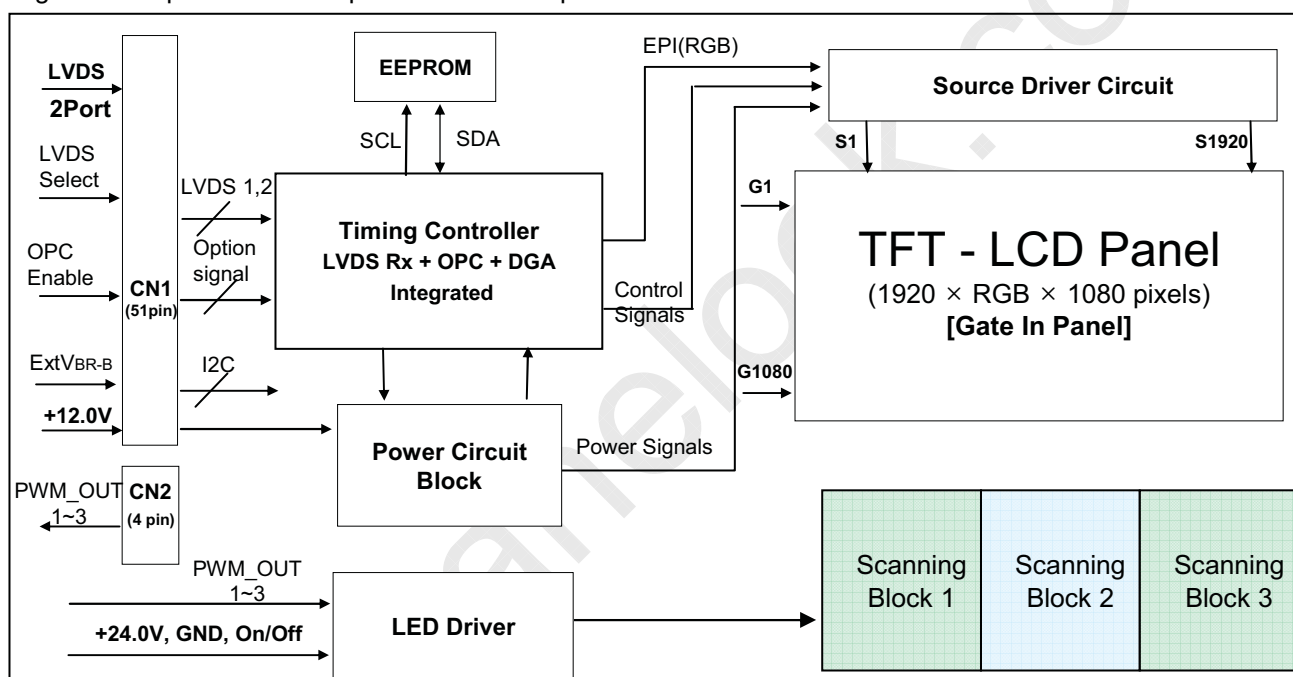 LVDS
2Port
LVDS
Select
OPC
Enable
ExtVBR-B
+12.0V
CN1
(51pin)
LVDS 1,2
Option
signal
I2C
EEPROM
SCL
SDA
Timing Controller
LVDS Rx + OPC + DGA
Integrated
Power Circuit
Block
EPI(RGB)
Control
Signals
Power Signals
Source Driver Circuit
S1
S1920
G1
G1080
TFT - LCD Panel
(1920 × RGB × 1080 pixels)
[Gate In Panel]
PWM_OUT
1~3
CN2
(4 pin)
PWM_OUT
1~3
+24.0V, GND, On/Off
LED Driver
Scanning
Block 1
Scanning
Block 2
Scanning
Block 3